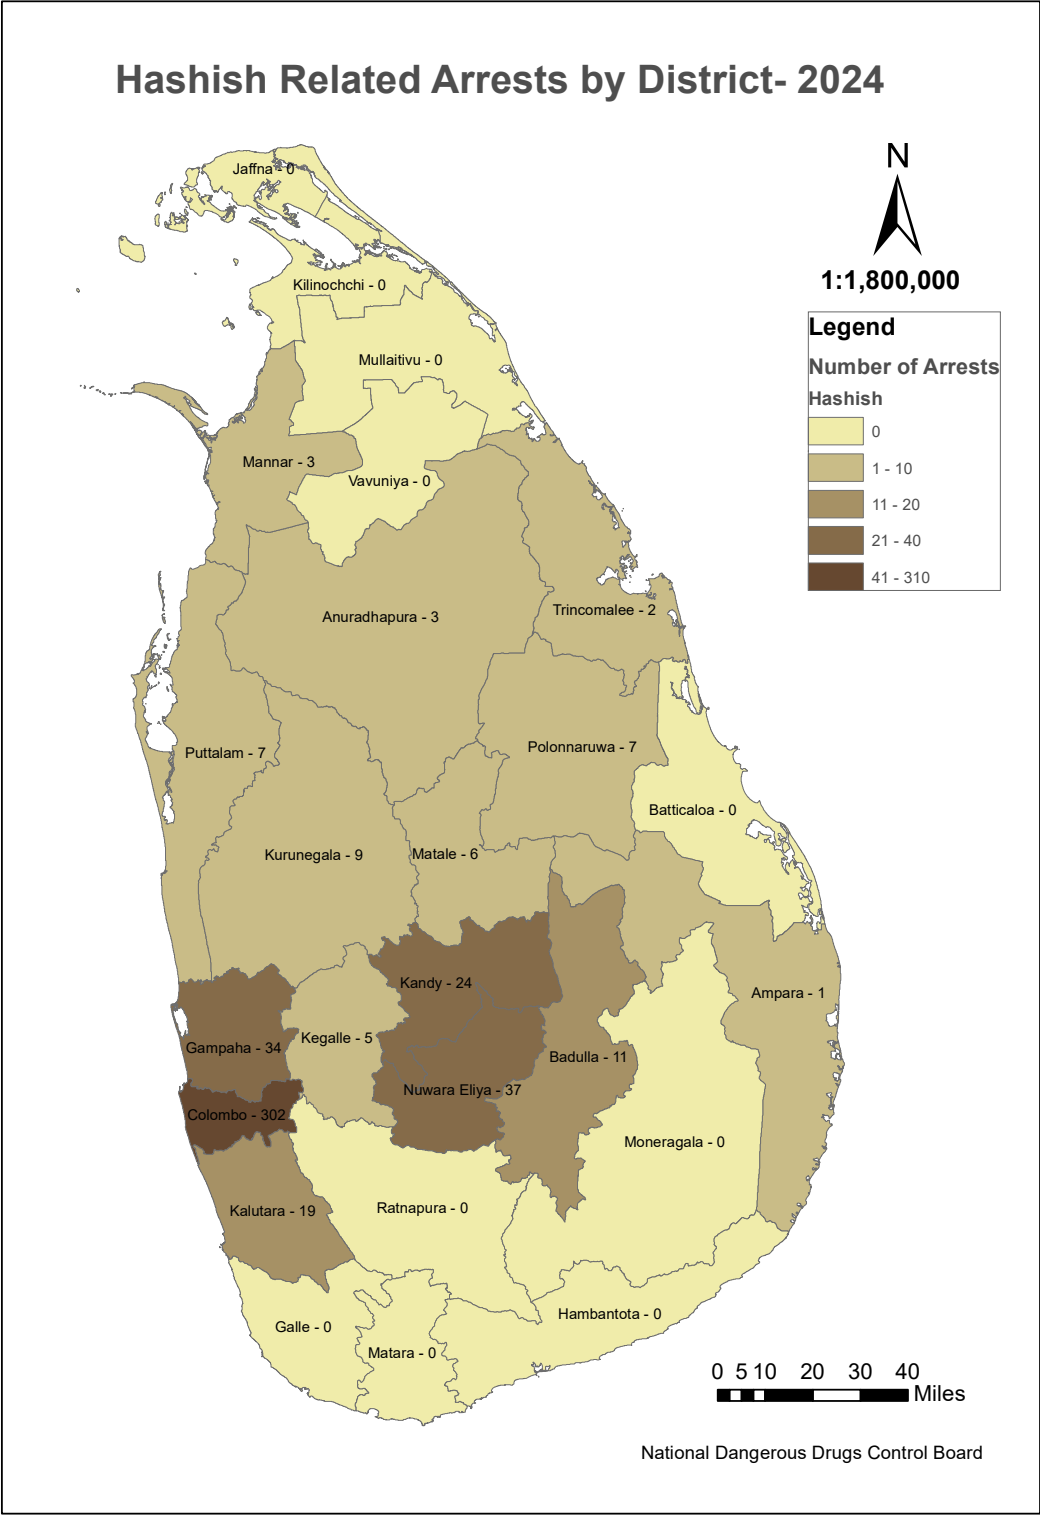 Hashish Related Arrests by District- 2024
N
1:1,800,000
Legend
Number of Arrests
Hashish
0
1 - 10
11 - 20
21 - 40
41 - 310
Jaffna - 0
Kilinochchi - 0
Mullaitivu - 0
Mannar - 3
Vavuniya - 0
Anuradhapura - 3
Trincomalee - 2
Puttalam - 7
Polonnaruwa - 7
Batticaloa - 0
Kurunegala - 9
Matale - 6
Kandy - 24
Ampara - 1
Gampaha - 34
Kegalle - 5
Badulla - 11
Nuwara Eliya - 37
Colombo - 302
Moneragala - 0
Kalutara - 19
Ratnapura - 0
Hambantota - 0
Galle - 0
Matara - 0
0 5 10 20 30 40
Miles
National Dangerous Drugs Control Board